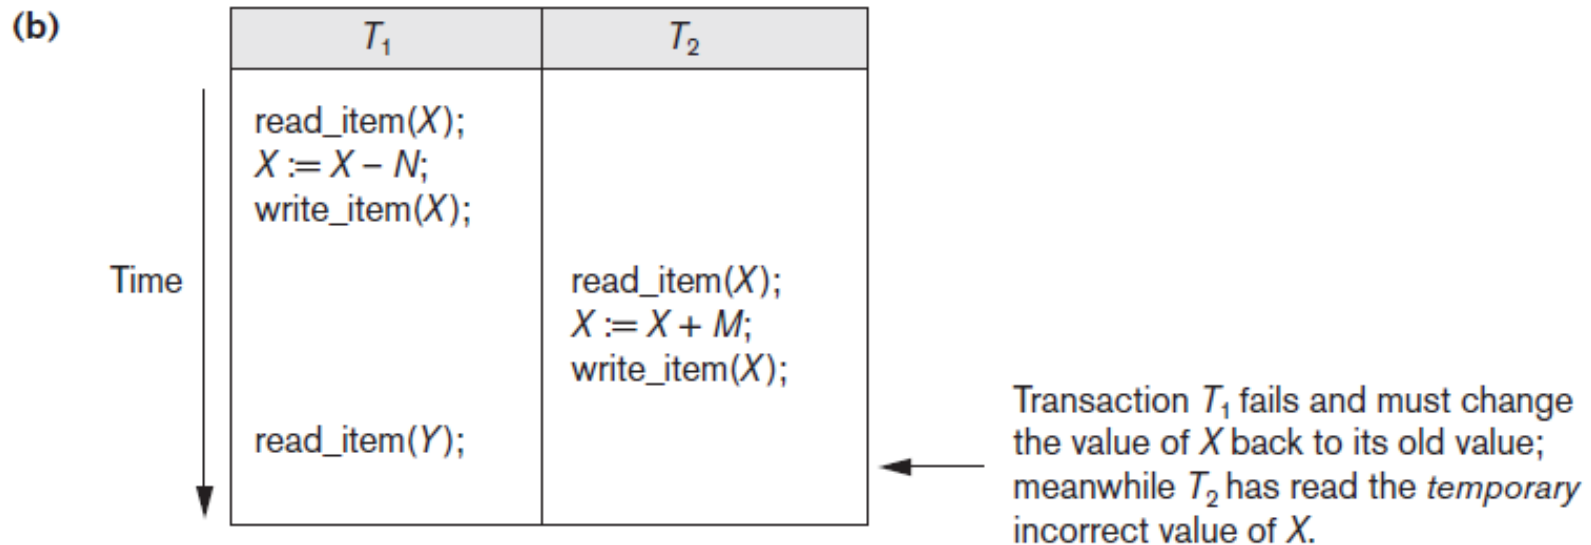 (b)
T₁ T₂
read_item(X);
X := X – N;
write_item(X);
Time
read_item(X);
X := X + M;
write_item(X);
read_item(Y);
Transaction T₁ fails and must change
the value of X back to its old value;
meanwhile T₂ has read the temporary
incorrect value of X.